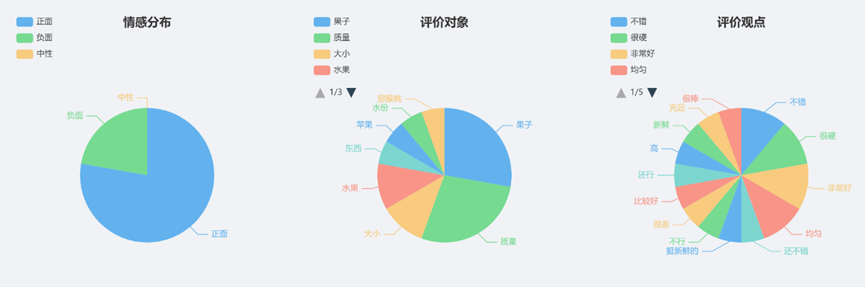 情感分布
正面
负面
中性
中性
负面
正面
评价对象
果子
质量
大小
水果
1/3
猕猴桃
水份
苹果
东西
水果
大小
果子
质量
评价观点
不错
很硬
非常好
均匀
1/5
很棒
充足
新鲜
高
还行
比较好
很差
不行
挺新鲜的
不错
很硬
非常好
均匀
还不错